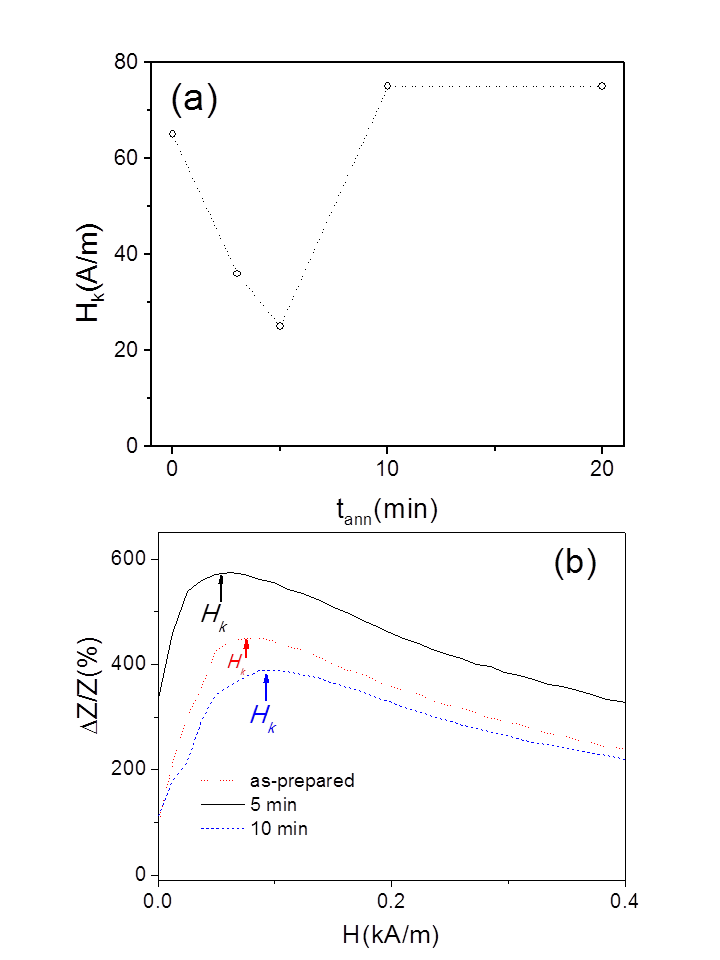 (a)
80
60
40
20
0
Hk(A/m)
0 10 20
tann(min)
(b)
600
400
200
0
ΔZ/Z(%)
Hk
Hk
Hk
as-prepared
5 min
10 min
0.0 0.2 0.4
H(kA/m)